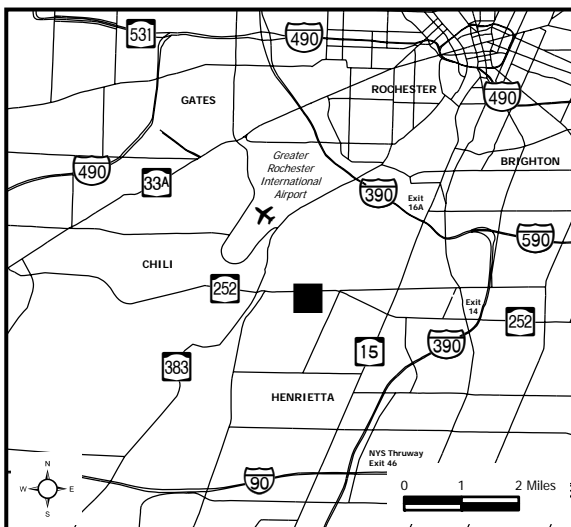 531
490
GATES
ROCHESTER
490
490
33A
Greater
Rochester
International
Airport
BRIGHTON
390
Exit
16A
590
CHILI
252
Exit
14
252
383
15
390
HENRIETTA
NYS Thruway
Exit 46
90
N
W
E
S
0 1 2 Miles